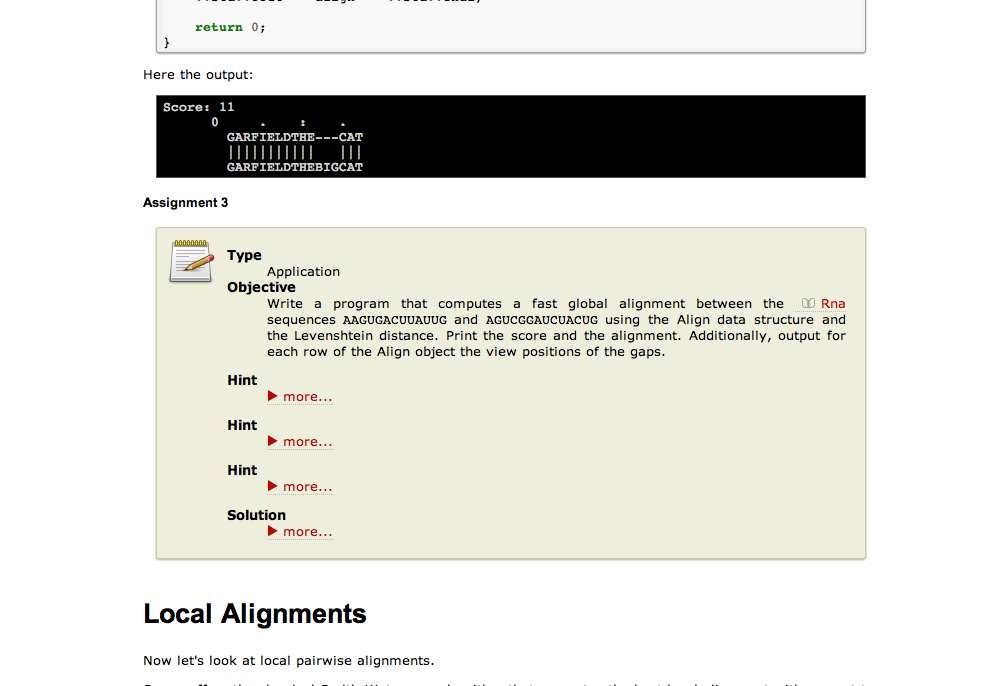 return 0;
}
Here the output:
Score: 11
0 . : .
GARFIELDTHE---CAT
||||||||||| |||
GARFIELDTHEBIGCAT
Assignment 3
Type
Application
Objective
Write a program that computes a fast global alignment between the Rna
sequences AAGUGACUUAUUG and AGUCGGAUCUACUG using the Align data structure and
the Levenshtein distance. Print the score and the alignment. Additionally, output for
each row of the Align object the view positions of the gaps.
Hint
more...
Hint
more...
Hint
more...
Solution
more...
Local Alignments
Now let's look at local pairwise alignments.